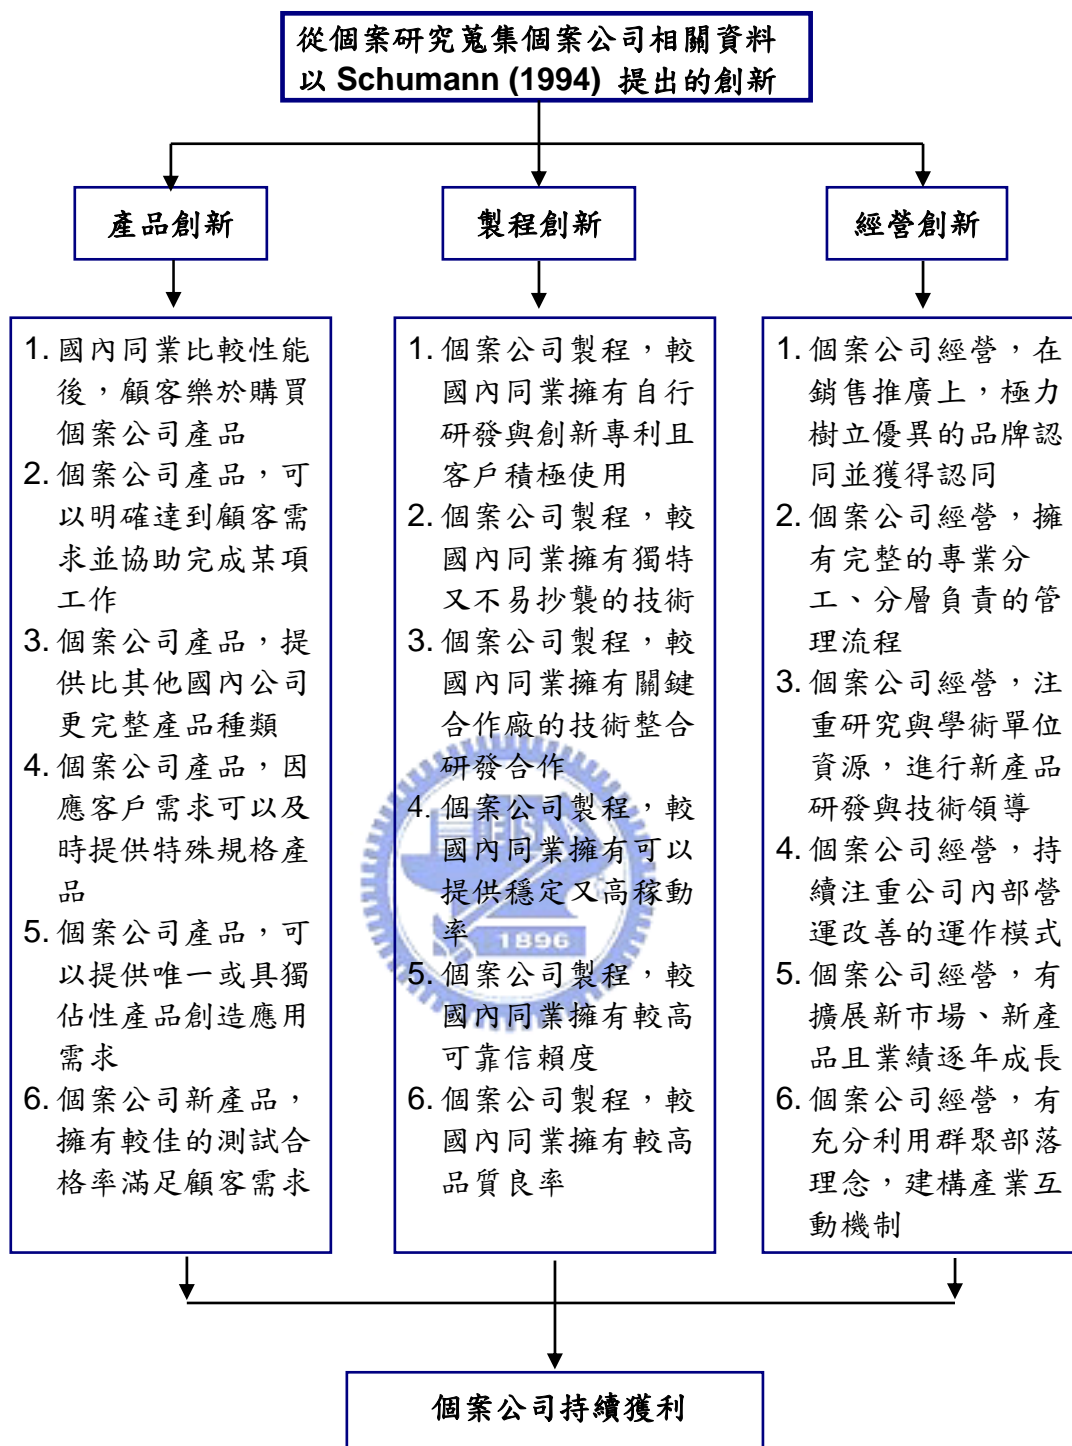 從個案研究蒐集個案公司相關資料
以 Schumann (1994) 提出的創新
產品創新
製程創新
經營創新
1. 國內同業比較性能
後，顧客樂於購買
個案公司產品
2. 個案公司產品，可
以明確達到顧客需
求並協助完成某項
工作
3. 個案公司產品，提
供比其他國內公司
更完整產品種類
4. 個案公司產品，因
應客戶需求可以及
時提供特殊規格產
品
5. 個案公司產品，可
以提供唯一或具獨
佔性產品創造應用
需求
6. 個案公司新產品，
擁有較佳的測試合
格率滿足顧客需求
1. 個案公司製程，較
國內同業擁有自行
研發與創新專利且
客戶積極使用
2. 個案公司製程，較
國內同業擁有獨特
又不易抄襲的技術
3. 個案公司製程，較
國內同業擁有關鍵
合作廠的技術整合
研發合作
4. 個案公司製程，較
國內同業擁有可以
提供穩定又高稼動
率
5. 個案公司製程，較
國內同業擁有較高
可靠信賴度
6. 個案公司製程，較
國內同業擁有較高
品質良率
1. 個案公司經營，在
銷售推廣上，極力
樹立優異的品牌認
同並獲得認同
2. 個案公司經營，擁
有完整的專業分
工、分層負責的管
理流程
3. 個案公司經營，注
重研究與學術單位
資源，進行新產品
研發與技術領導
4. 個案公司經營，持
續注重公司內部營
運改善的運作模式
5. 個案公司經營，有
擴展新市場、新產
品且業績逐年成長
6. 個案公司經營，有
充分利用群聚部落
理念，建構產業互
動機制
1896
個案公司持續獲利